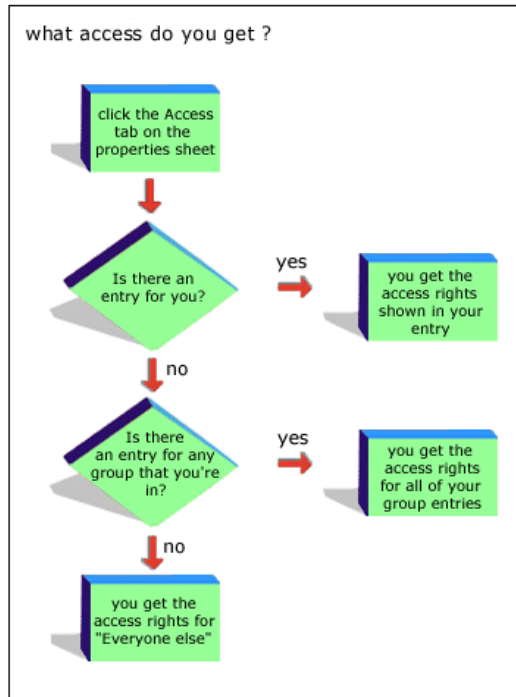 what access do you get ?
click the Access
tab on the
properties sheet
Is there an
entry for you?
yes
you get the
access rights
shown in your
entry
no
Is there
an entry for any
group that you're
in?
yes
you get the
access rights
for all of your
group entries
no
you get the
access rights for
"Everyone else"